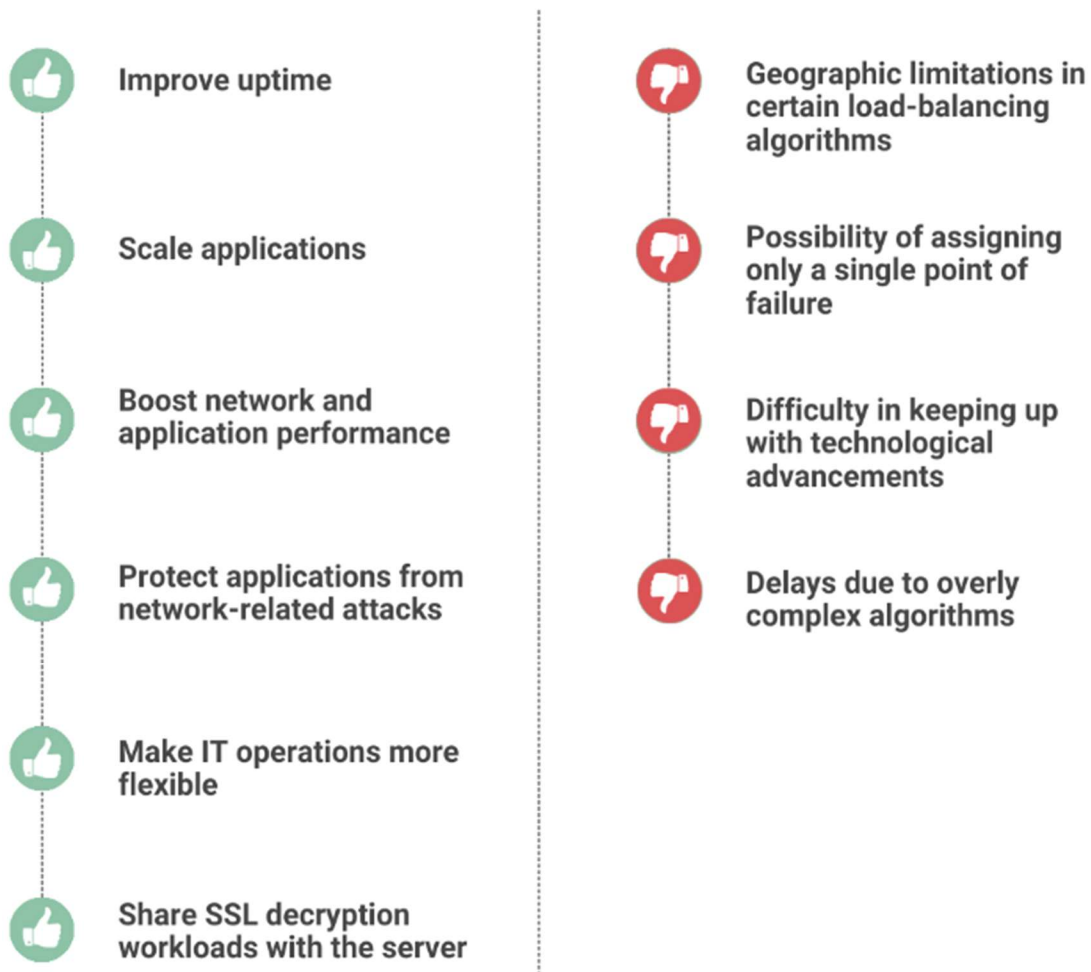 Improve uptime
Scale applications
Boost network and
application performance
Protect applications from
network-related attacks
Make IT operations more
flexible
Share SSL decryption
workloads with the server
Geographic limitations in
certain load-balancing
algorithms
Possibility of assigning
only a single point of
failure
Difficulty in keeping up
with technological
advancements
Delays due to overly
complex algorithms